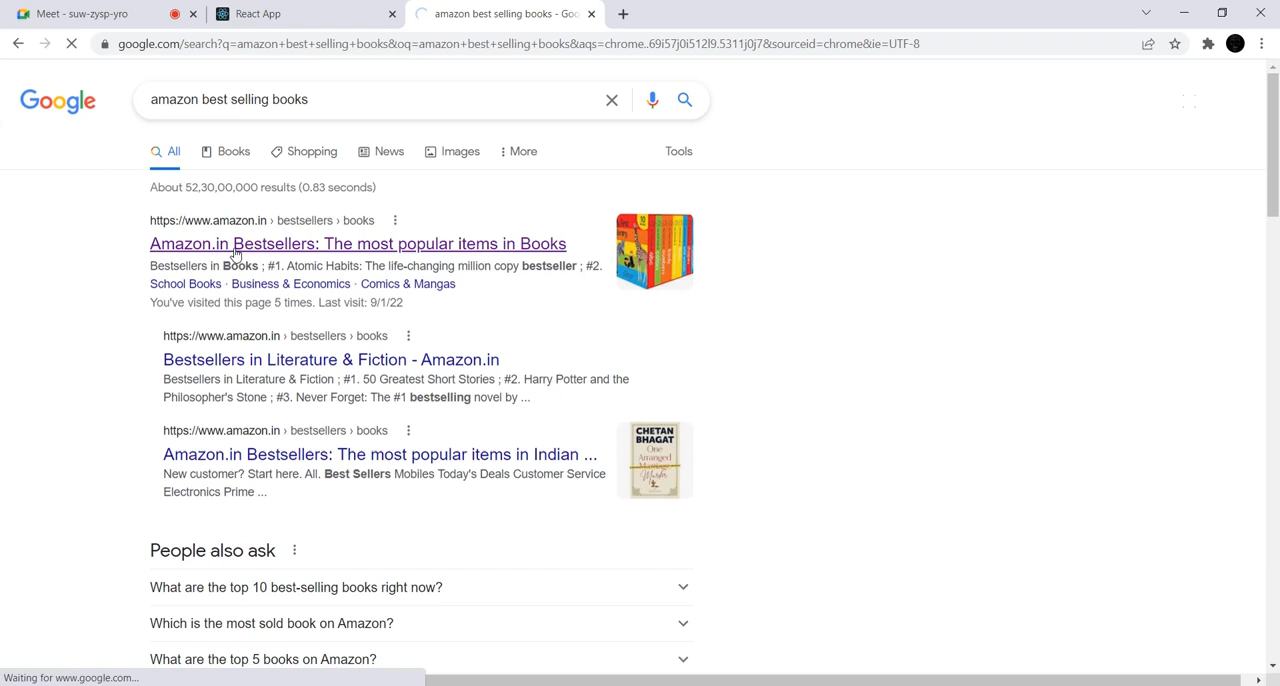 Meet - suw-zysp-yro
React App
amazon best selling books - Goo
google.com/search?q=amazon+best+selling+books&oq=amazon+best+selling+books&aqs=chrome..69i57j0i512l9.5311j0j7&sourceid=chrome&ie=UTF-8
Google
amazon best selling books
All
Books
Shopping
News
Images
More
Tools
About 52,30,00,000 results (0.83 seconds)
https://www.amazon.in › bestsellers › books
Amazon.in Bestsellers: The most popular items in Books
Bestsellers in Books ; #1. Atomic Habits: The life-changing million copy bestseller ; #2.
School Books · Business & Economics · Comics & Mangas
You've visited this page 5 times. Last visit: 9/1/22
https://www.amazon.in › bestsellers › books
Bestsellers in Literature & Fiction - Amazon.in
Bestsellers in Literature & Fiction ; #1. 50 Greatest Short Stories ; #2. Harry Potter and the
Philosopher's Stone ; #3. Never Forget: The #1 bestselling novel by ...
https://www.amazon.in › bestsellers › books
Amazon.in Bestsellers: The most popular items in Indian ...
New customer? Start here. All. Best Sellers Mobiles Today's Deals Customer Service
Electronics Prime ...
CHETAN
BHAGAT
One
Arranged
Murder
People also ask
What are the top 10 best-selling books right now?
Which is the most sold book on Amazon?
What are the top 5 books on Amazon?
Waiting for www.google.com...